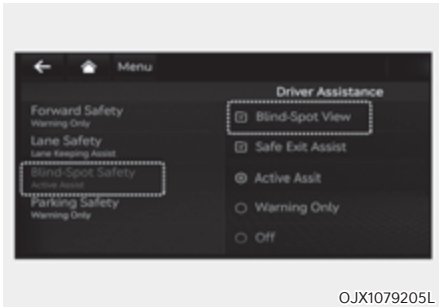 Menu
Driver Assistance
Forward Safety
Warning Only
Lane Safety
Lane Keeping Assist
Blind-Spot Safety
Active Assist
Parking Safety
Warning Only
Blind-Spot View
Safe Exit Assist
Active Assit
Warning Only
Off
OJX1079205L